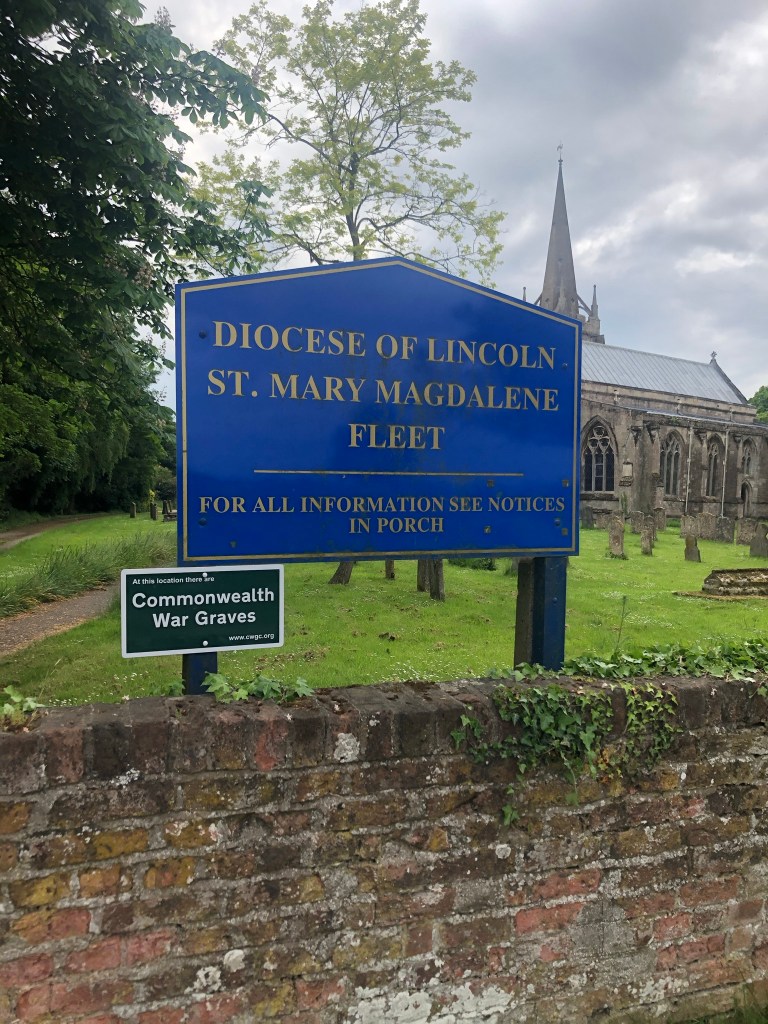 DIOCESE OF LINCOLN
ST. MARY MAGDALENE
FLEET
FOR ALL INFORMATION SEE NOTICES
IN PORCH
At this location there are
Commonwealth
War Graves
www.cwgc.org